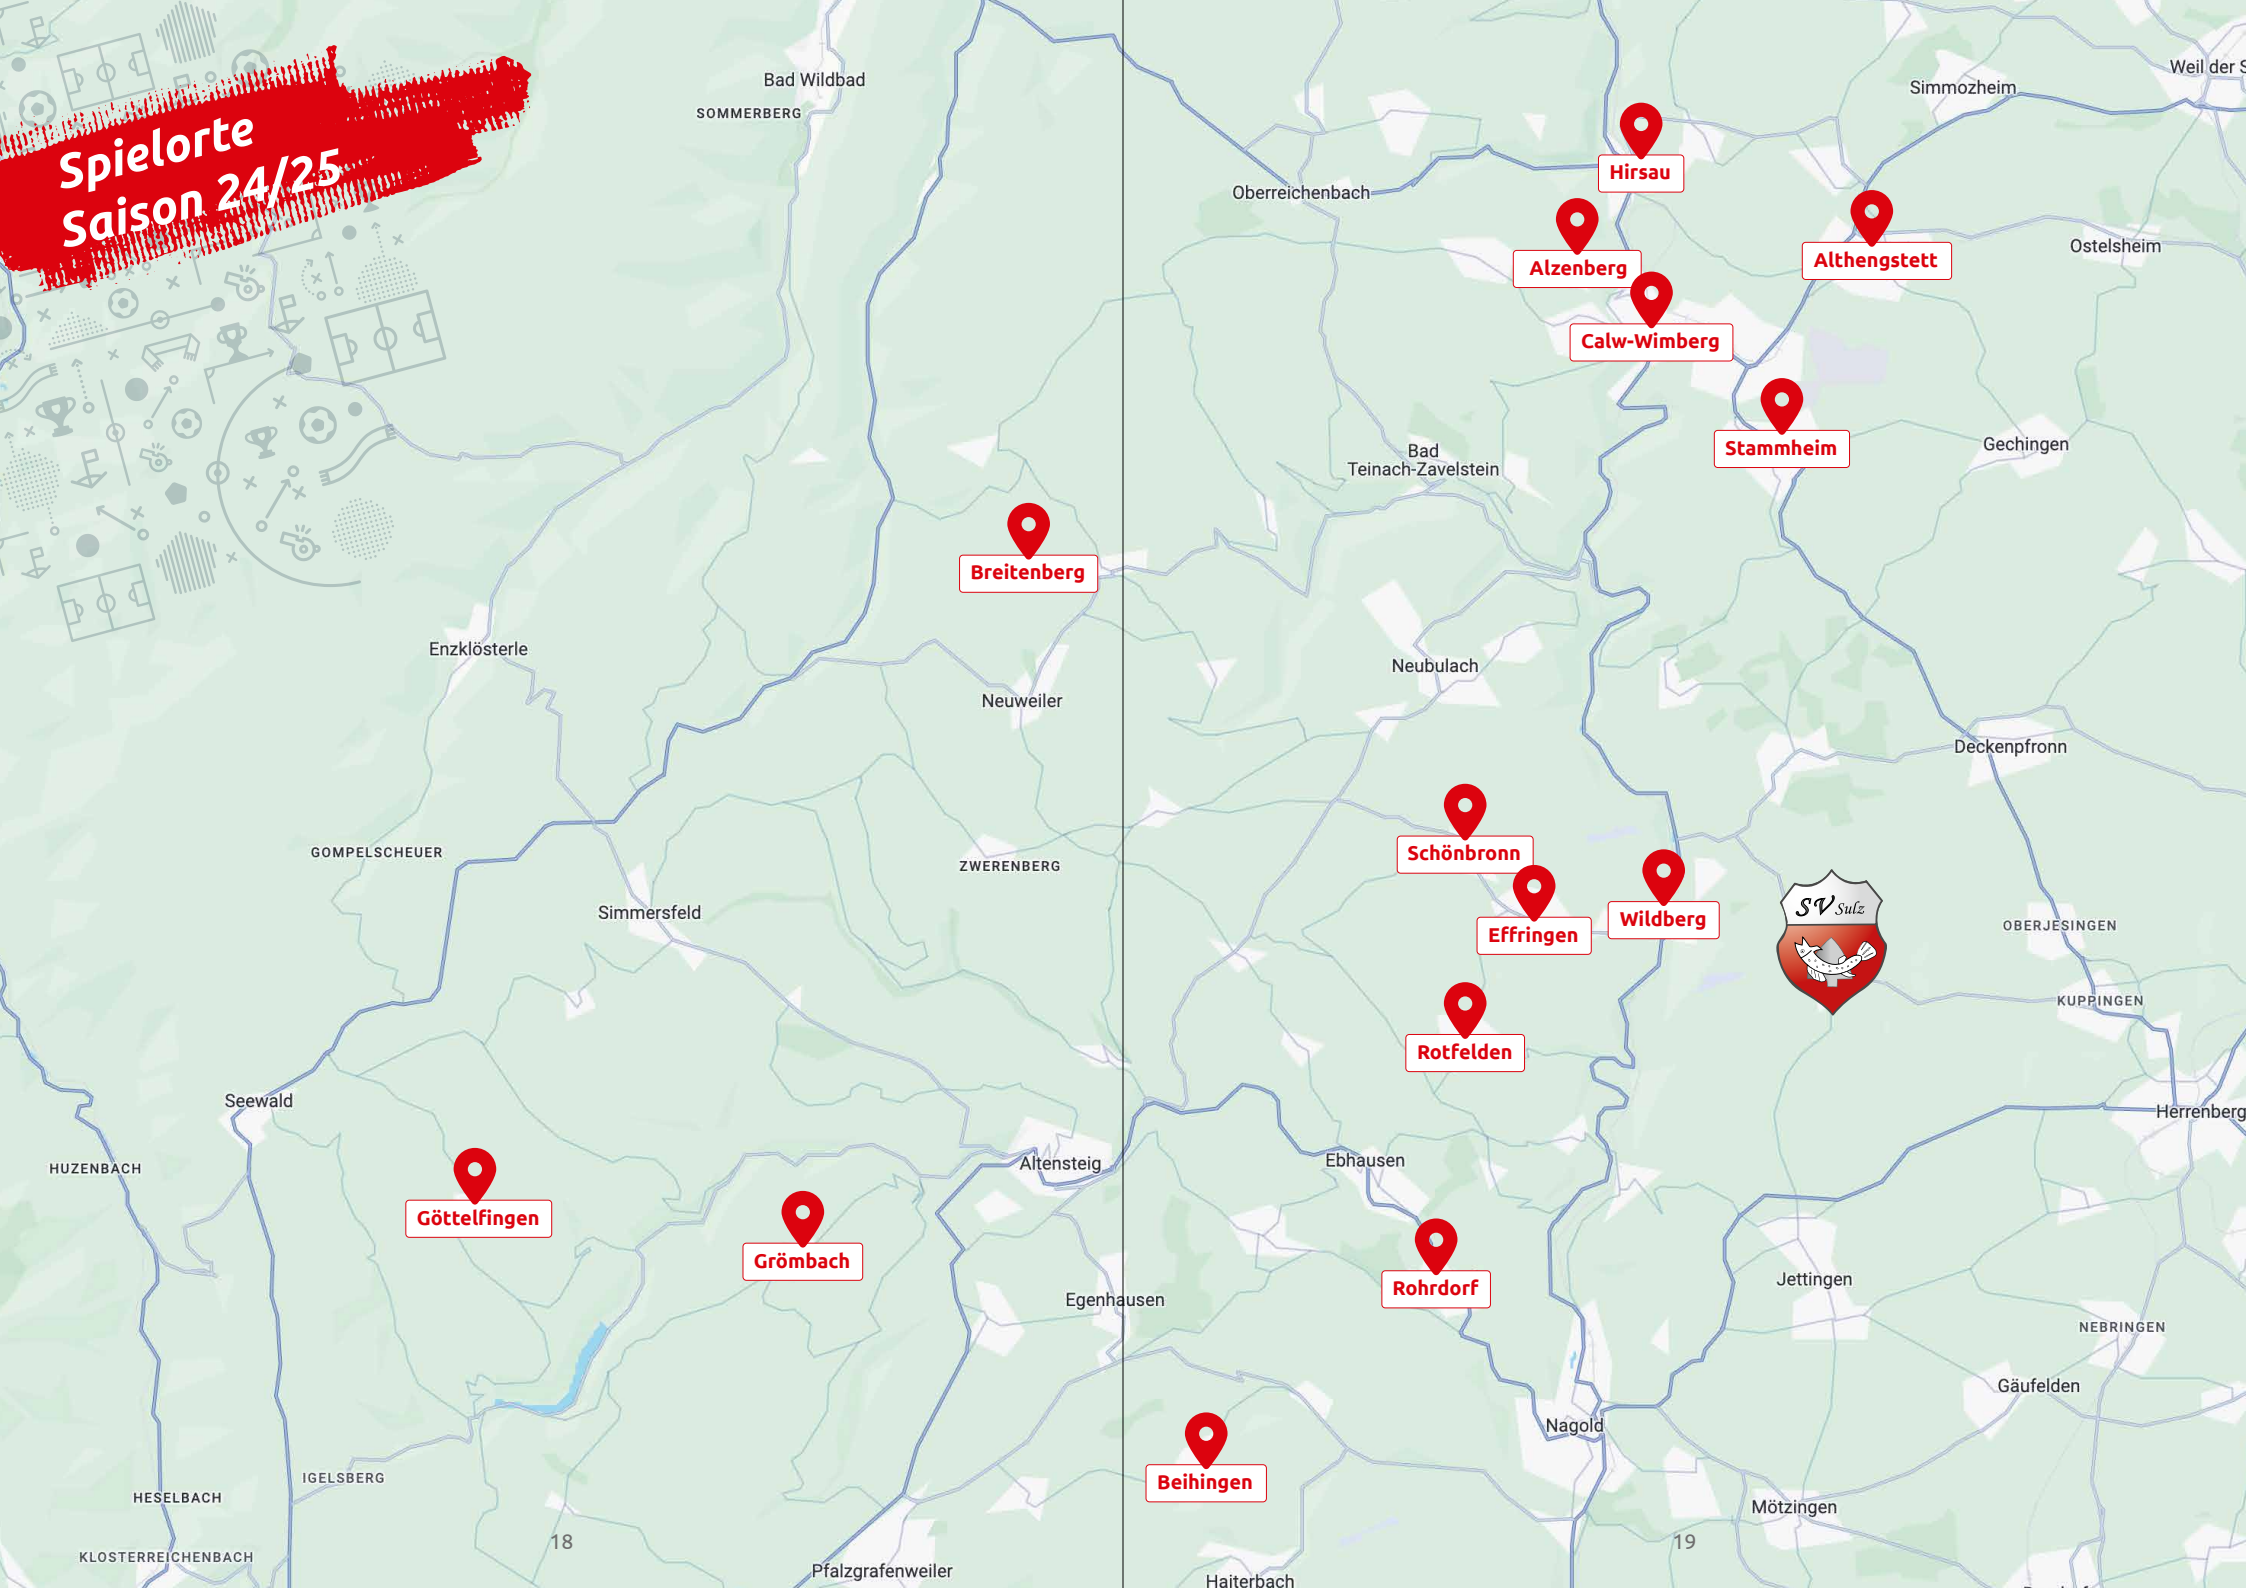 Spielorte
Saison 24/25
Bad Wildbad
SOMMERBERG
Weil der S
Simmozheim
Hirsau
Oberreichenbach
Alzenberg
Althengstett
Ostelsheim
Calw-Wimberg
Stammheim
Gechingen
Bad
Teinach-Zavelstein
Breitenberg
Enzklösterle
Neubulach
Neuweiler
Deckenpfronn
GOMPELSCHEUER
ZWERENBERG
Schönbronn
Simmersfeld
Effringen
Wildberg
SV Sulz
OBERJESINGEN
KUPPINGEN
Rotfelden
Seewald
Herrenberg
HUZENBACH
Altensteig
Ebhausen
Göttelfingen
Grömbach
Rohrdorf
Jettingen
Egenhausen
NEBRINGEN
Gäufelden
Nagold
IGELSBERG
Beihingen
HESELBACH
Mötzingen
18
19
KLOSTERREICHENBACH
Pfalzgrafenweiler
Haiterbach